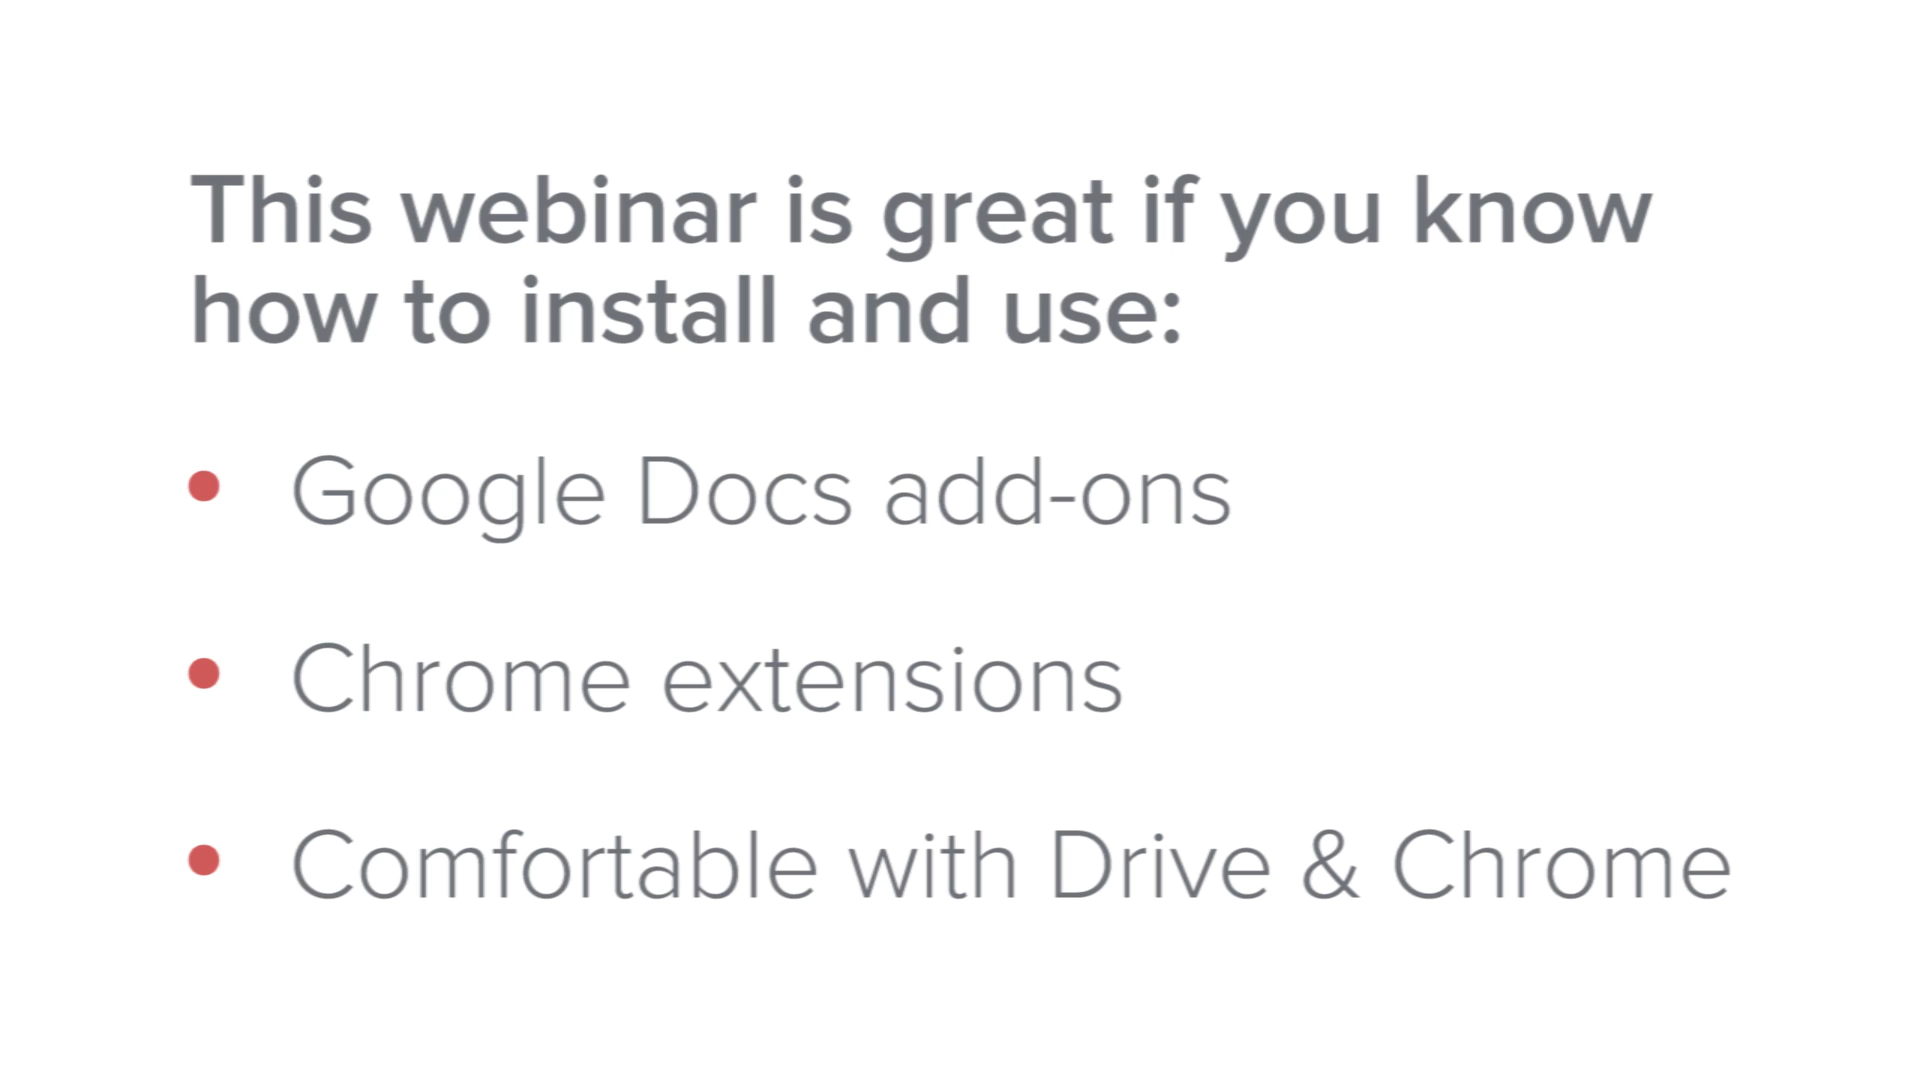 This webinar is great if you know
how to install and use:
• Google Docs add-ons
• Chrome extensions
• Comfortable with Drive & Chrome